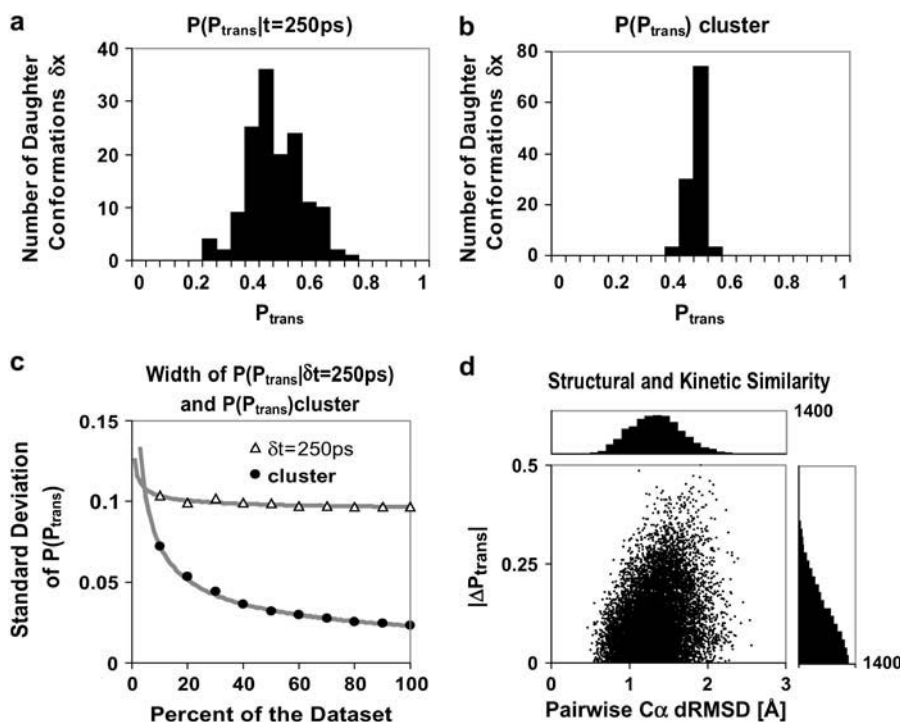 a
P(Ptrans|t=250ps)
Number of Daughter
Conformations δx
40
30
20
10
0
0.2 0.4 0.6 0.8 1
Ptrans
b
P(Ptrans) cluster
Number of Daughter
Conformations δx
80
60
40
20
0
0 0.2 0.4 0.6 0.8 1
Ptrans
c
Width of P(Ptrans|δt=250ps)
and P(Ptrans)cluster
Standard Deviation
of P(Ptrans)
0.15
0.1
0.05
0
δt=250ps
cluster
0 20 40 60 80 100
Percent of the Dataset
d
Structural and Kinetic Similarity
1400
|ΔPtrans|
0.5
0.25
0
1400
0 1 2 3
Pairwise Cα dRMSD [Å]